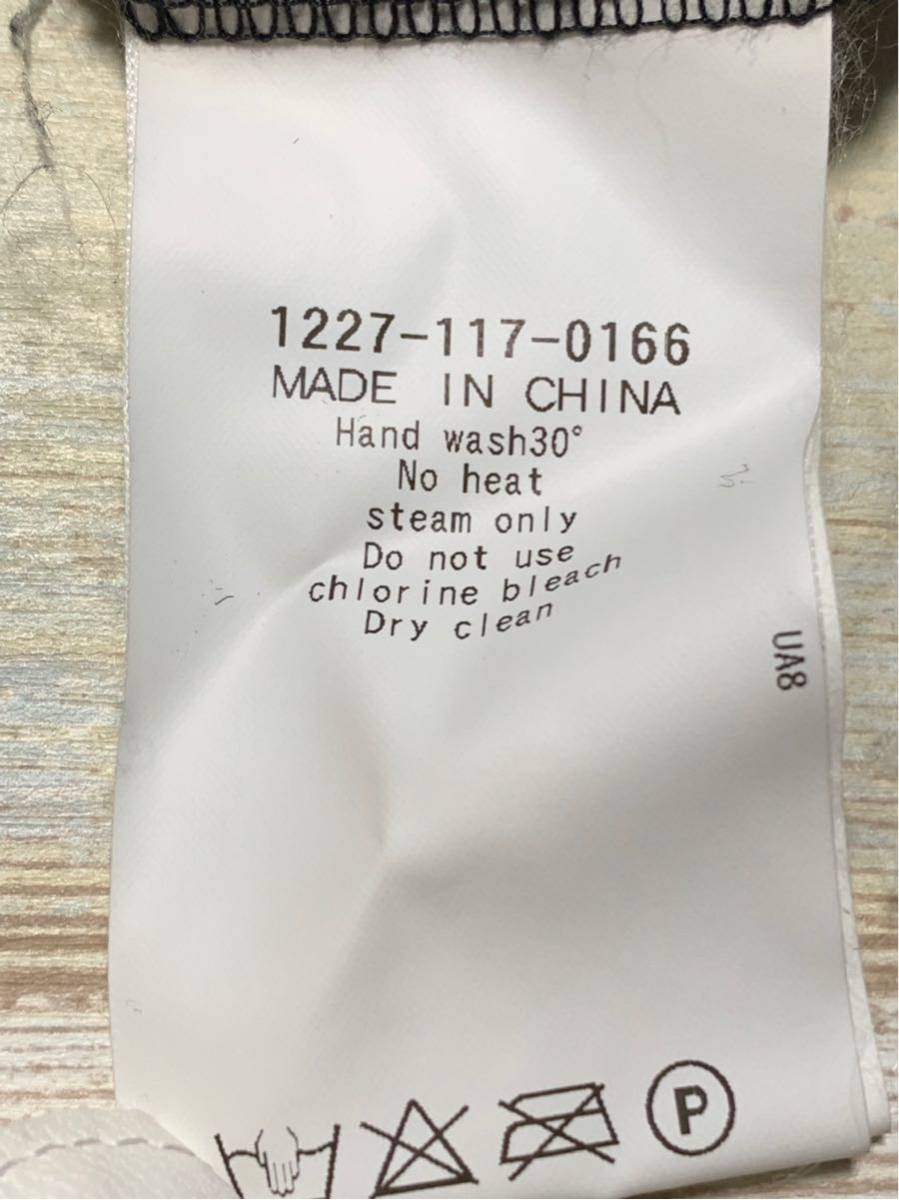 1227-117-0166
MADE IN CHINA
Hand wash30°
No heat
steam only
Do not use
chlorine bleach
Dry clean
UA8
P